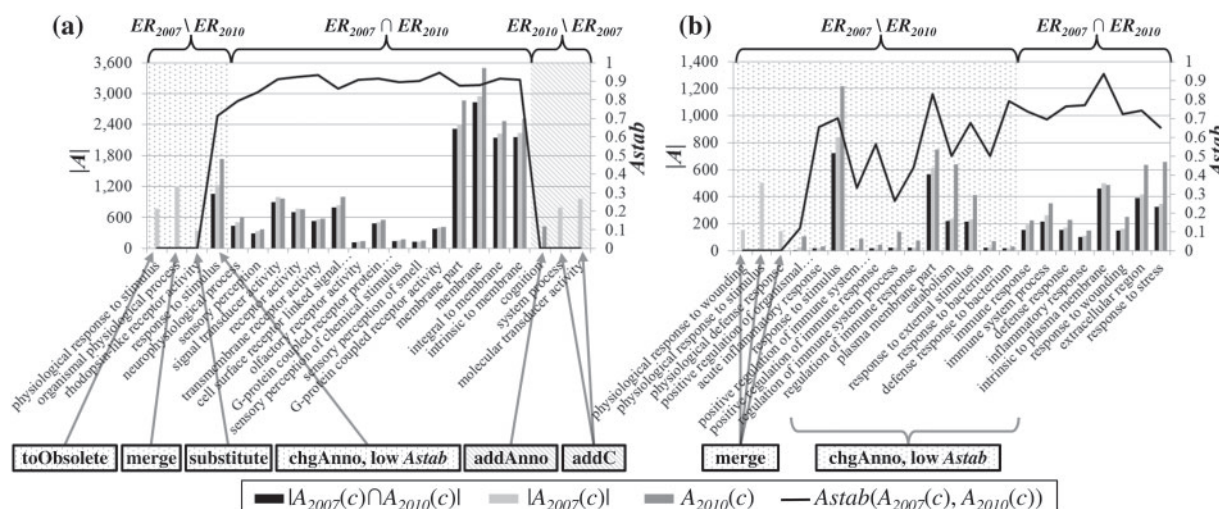 (a)
ER2007 \ ER2010
ER2007 ∩ ER2010
ER2010 \ ER2007
|A|
3,600
3,000
2,400
1,800
1,200
600
0
1
0.9
0.8
0.7
0.6
0.5
0.4
0.3
0.2
0.1
0
Astab
physiological response to stimulus
organismal physiological process
rhodopsin-like receptor activity
response to stimulus
neurophysiological process
sensory perception
signal transducer activity
receptor activity
transmembrane receptor activity
cell surface receptor linked signal…
olfactory receptor activity
G-protein coupled receptor protein…
sensory perception of chemical stimulus
sensory perception of smell
G-protein coupled receptor activity
membrane part
membrane
integral to membrane
intrinsic to membrane
cognition
system process
molecular transducer activity
toObsolete
merge
substitute
chgAnno, low Astab
addAnno
addC
(b)
ER2007 \ ER2010
ER2007 ∩ ER2010
|A|
1,400
1,200
1,000
800
600
400
200
0
1
0.9
0.8
0.7
0.6
0.5
0.4
0.3
0.2
0.1
0
Astab
physiological response to wounding
physiological response to stimulus
physiological defense response
positive regulation of organismal…
acute inflammatory response
response to stimulus
positive regulation of immune system…
positive regulation of immune response
regulation of immune system process
regulation of immune response
plasma membrane part
catabolism
response to external stimulus
defense response to bacterium
response to bacterium
immune response
immune system process
defense response
inflammatory response
intrinsic to plasma membrane
response to wounding
extracellular region
response to stress
merge
chgAnno, low Astab
|A2007(c)∩A2010(c)|
|A2007(c)|
A2010(c)
Astab(A2007(c), A2010(c))